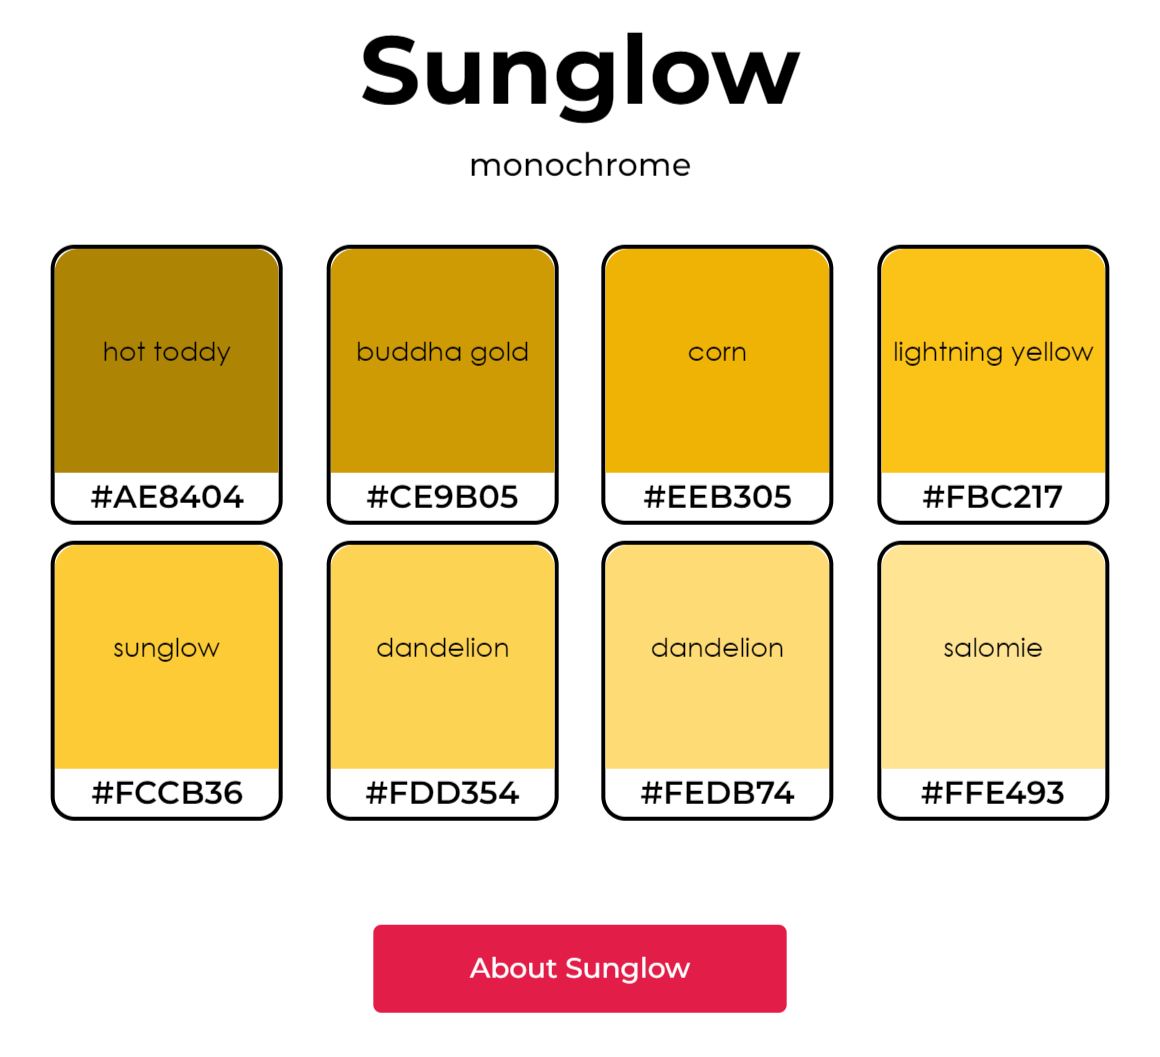 Sunglow
monochrome
hot toddy
#AE8404
buddha gold
#CE9B05
corn
#EEB305
lightning yellow
#FBC217
sunglow
#FCCB36
dandelion
#FDD354
dandelion
#FEDB74
salomie
#FFE493
About Sunglow